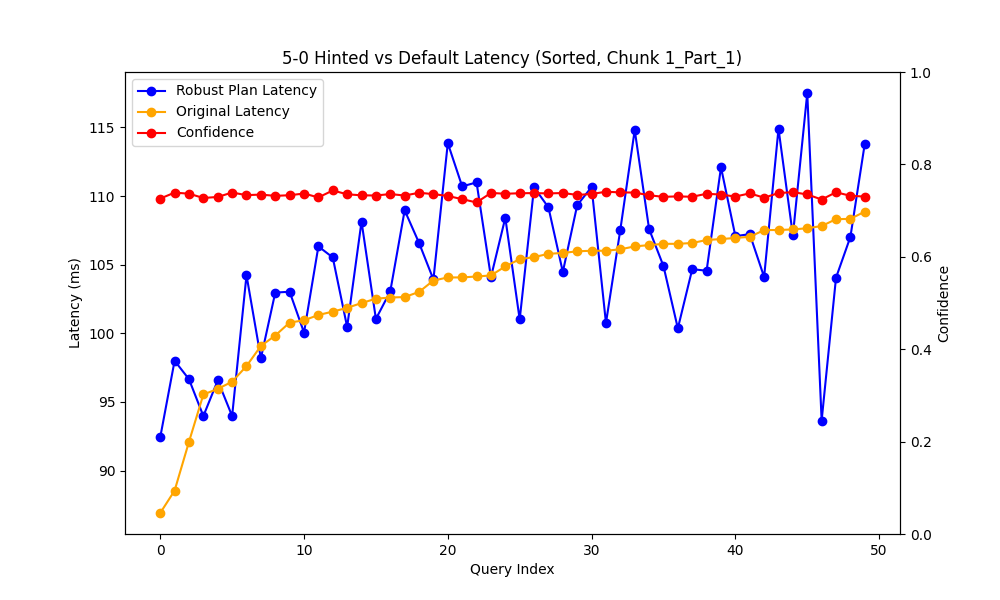 5-0 Hinted vs Default Latency (Sorted, Chunk 1_Part_1)
Robust Plan Latency
Original Latency
Confidence
Latency (ms)
115
110
105
100
95
90
1.0
0.8
0.6
0.4
0.2
0.0
Confidence
0
10
20
30
40
50
Query Index